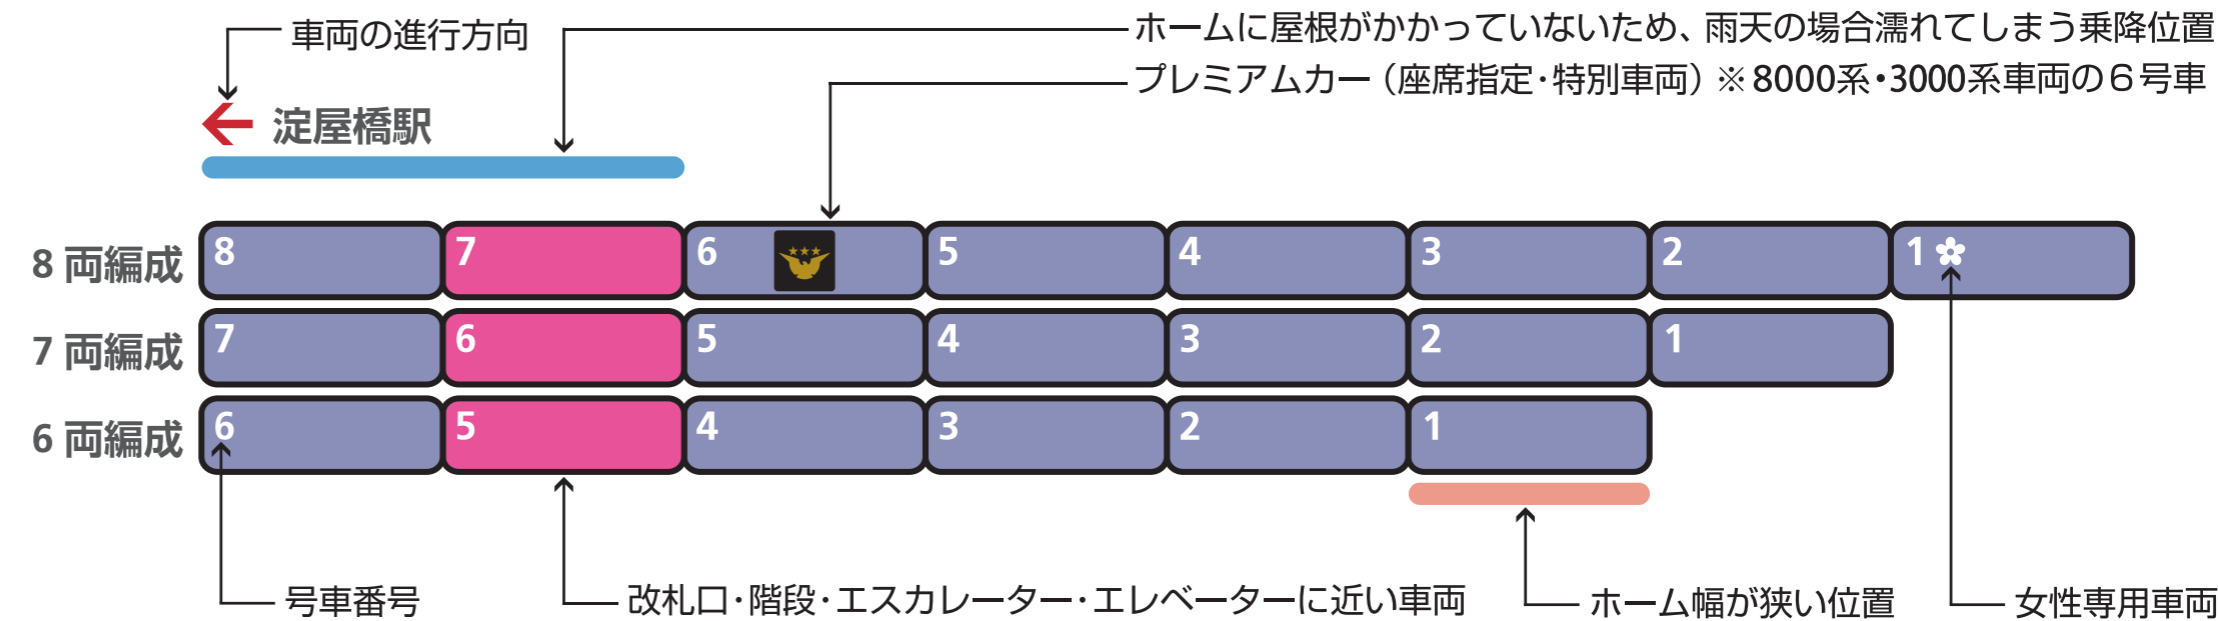 車両の進行方向
ホームに屋根がかかっていないため、雨天の場合濡れてしまう乗降位置
プレミアムカー（座席指定・特別車両）※8000系・3000系車両の６号車
淀屋橋駅
8 両編成 8 7 6 5 4 3 2 1
7 両編成 7 6 5 4 3 2 1
6 両編成 6 5 4 3 2 1
号車番号
改札口・階段・エスカレーター・エレベーターに近い車両
ホーム幅が狭い位置
女性専用車両